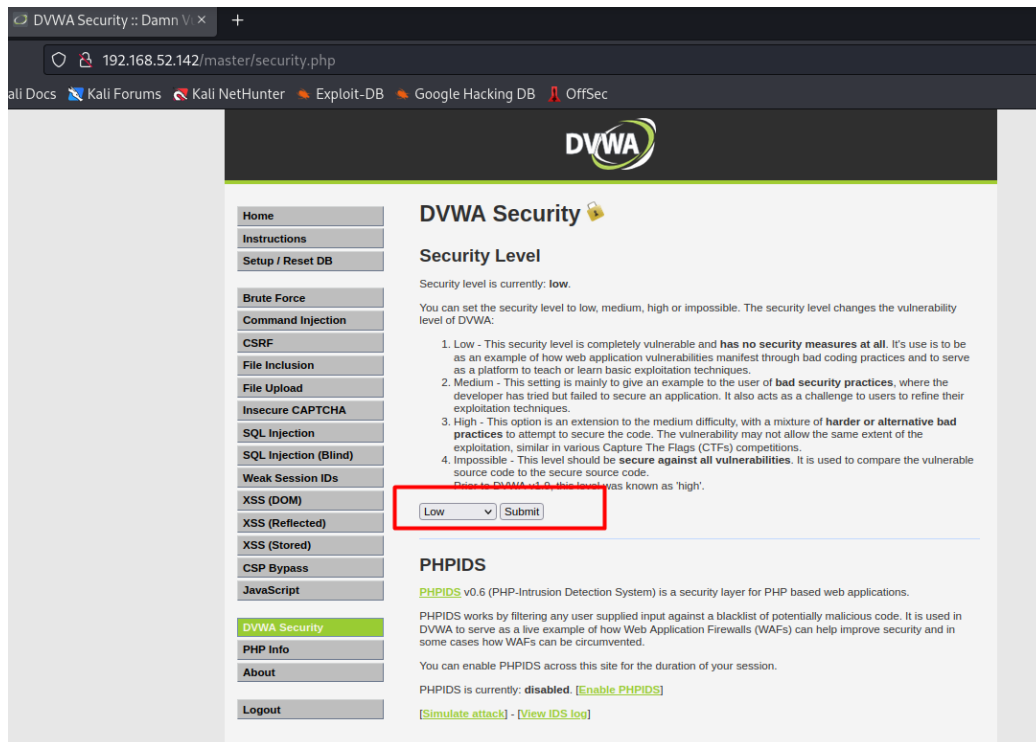 DVWA Security :: Damn Vu
192.168.52.142/master/security.php
ali Docs Kali Forums Kali NetHunter Exploit-DB Google Hacking DB OffSec
DVWA
Home
Instructions
Setup / Reset DB
Brute Force
Command Injection
CSRF
File Inclusion
File Upload
Insecure CAPTCHA
SQL Injection
SQL Injection (Blind)
Weak Session IDs
XSS (DOM)
XSS (Reflected)
XSS (Stored)
CSP Bypass
JavaScript
DVWA Security
PHP Info
About
Logout
DVWA Security
Security Level
Security level is currently: low.
You can set the security level to low, medium, high or impossible. The security level changes the vulnerability
level of DVWA:
1. Low - This security level is completely vulnerable and has no security measures at all. It's use is to be
as an example of how web application vulnerabilities manifest through bad coding practices and to serve
as a platform to teach or learn basic exploitation techniques.
2. Medium - This setting is mainly to give an example to the user of bad security practices, where the
developer has tried but failed to secure an application. It also acts as a challenge to users to refine their
exploitation techniques.
3. High - This option is an extension to the medium difficulty, with a mixture of harder or alternative bad
practices to attempt to secure the code. The vulnerability may not allow the same extent of the
exploitation, similar in various Capture The Flags (CTFs) competitions.
4. Impossible - This level should be secure against all vulnerabilities. It is used to compare the vulnerable
source code to the secure source code.
Prior to DVWA v1.9, this level was known as 'high'.
Low Submit
PHPIDS
PHPIDS v0.6 (PHP-Intrusion Detection System) is a security layer for PHP based web applications.
PHPIDS works by filtering any user supplied input against a blacklist of potentially malicious code. It is used in
DVWA to serve as a live example of how Web Application Firewalls (WAFs) can help improve security and in
some cases how WAFs can be circumvented.
You can enable PHPIDS across this site for the duration of your session.
PHPIDS is currently: disabled. [Enable PHPIDS]
[Simulate attack] - [View IDS log]